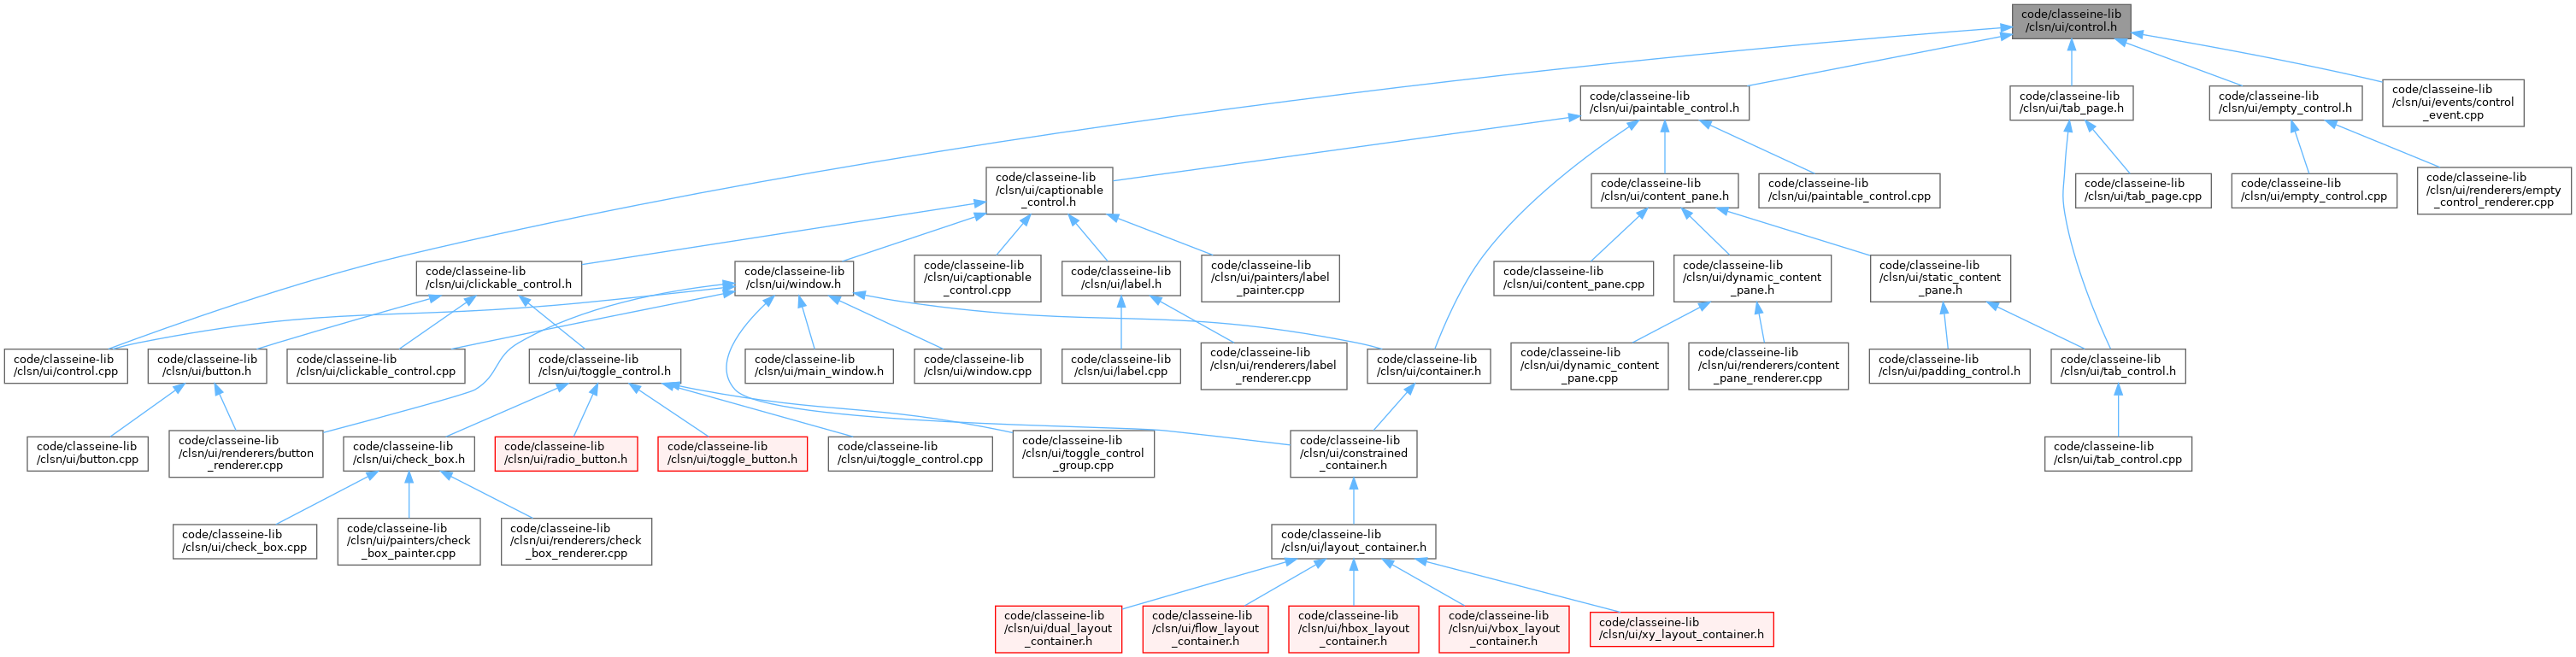 code/classeine-lib
/clsn/ui/control.h
code/classeine-lib
/clsn/ui/paintable_control.h
code/classeine-lib
/clsn/ui/tab_page.h
code/classeine-lib
/clsn/ui/empty_control.h
code/classeine-lib
/clsn/ui/events/control
_event.cpp
code/classeine-lib
/clsn/ui/captionable
_control.h
code/classeine-lib
/clsn/ui/content_pane.h
code/classeine-lib
/clsn/ui/paintable_control.cpp
code/classeine-lib
/clsn/ui/tab_page.cpp
code/classeine-lib
/clsn/ui/empty_control.cpp
code/classeine-lib
/clsn/ui/renderers/empty
_control_renderer.cpp
code/classeine-lib
/clsn/ui/clickable_control.h
code/classeine-lib
/clsn/ui/window.h
code/classeine-lib
/clsn/ui/captionable
_control.cpp
code/classeine-lib
/clsn/ui/label.h
code/classeine-lib
/clsn/ui/painters/label
_painter.cpp
code/classeine-lib
/clsn/ui/content_pane.cpp
code/classeine-lib
/clsn/ui/dynamic_content
_pane.h
code/classeine-lib
/clsn/ui/static_content
_pane.h
code/classeine-lib
/clsn/ui/control.cpp
code/classeine-lib
/clsn/ui/button.h
code/classeine-lib
/clsn/ui/clickable_control.cpp
code/classeine-lib
/clsn/ui/toggle_control.h
code/classeine-lib
/clsn/ui/main_window.h
code/classeine-lib
/clsn/ui/window.cpp
code/classeine-lib
/clsn/ui/label.cpp
code/classeine-lib
/clsn/ui/renderers/label
_renderer.cpp
code/classeine-lib
/clsn/ui/container.h
code/classeine-lib
/clsn/ui/dynamic_content
_pane.cpp
code/classeine-lib
/clsn/ui/renderers/content
_pane_renderer.cpp
code/classeine-lib
/clsn/ui/padding_control.h
code/classeine-lib
/clsn/ui/tab_control.h
code/classeine-lib
/clsn/ui/button.cpp
code/classeine-lib
/clsn/ui/renderers/button
_renderer.cpp
code/classeine-lib
/clsn/ui/check_box.h
code/classeine-lib
/clsn/ui/radio_button.h
code/classeine-lib
/clsn/ui/toggle_button.h
code/classeine-lib
/clsn/ui/toggle_control.cpp
code/classeine-lib
/clsn/ui/toggle_control
_group.cpp
code/classeine-lib
/clsn/ui/constrained
_container.h
code/classeine-lib
/clsn/ui/tab_control.cpp
code/classeine-lib
/clsn/ui/check_box.cpp
code/classeine-lib
/clsn/ui/painters/check
_box_painter.cpp
code/classeine-lib
/clsn/ui/renderers/check
_box_renderer.cpp
code/classeine-lib
/clsn/ui/layout_container.h
code/classeine-lib
/clsn/ui/dual_layout
_container.h
code/classeine-lib
/clsn/ui/flow_layout
_container.h
code/classeine-lib
/clsn/ui/hbox_layout
_container.h
code/classeine-lib
/clsn/ui/vbox_layout
_container.h
code/classeine-lib
/clsn/ui/xy_layout_container.h